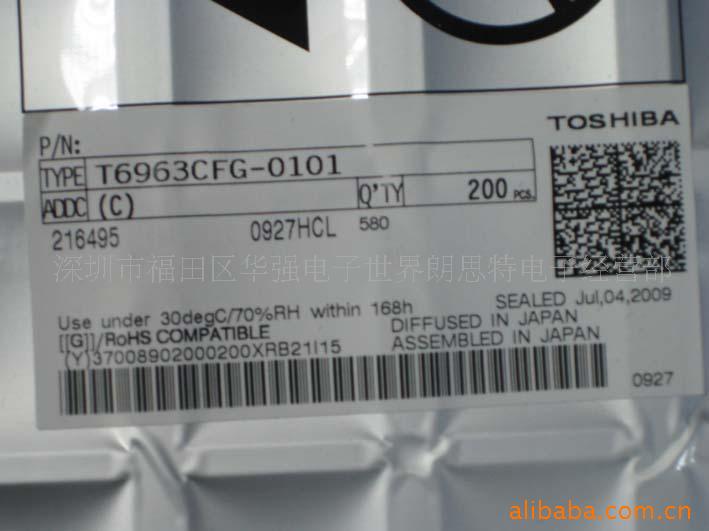 TOSHIBA
P/N:
TYPE T6963CFG-0101
ADDC (C) Q'TY 200 PCS.
216495 0927HCL 580
深圳市福田区华强电子世界朗思特电子经营部
SEALED Jul,04,2009
Use under 30degC/70%RH within 168h
DIFFUSED IN JAPAN
[[G]]/RoHS COMPATIBLE
ASSEMBLED IN JAPAN
(Y)37008902000200XRB21I15
0927
alibaba.com.cn